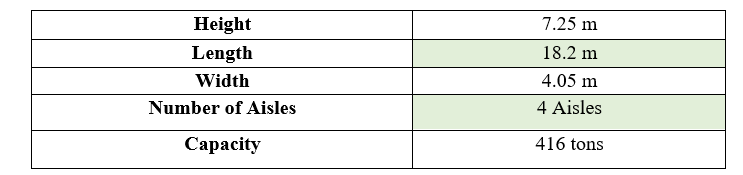 Height 7.25 m
Length 18.2 m
Width 4.05 m
Number of Aisles 4 Aisles
Capacity 416 tons